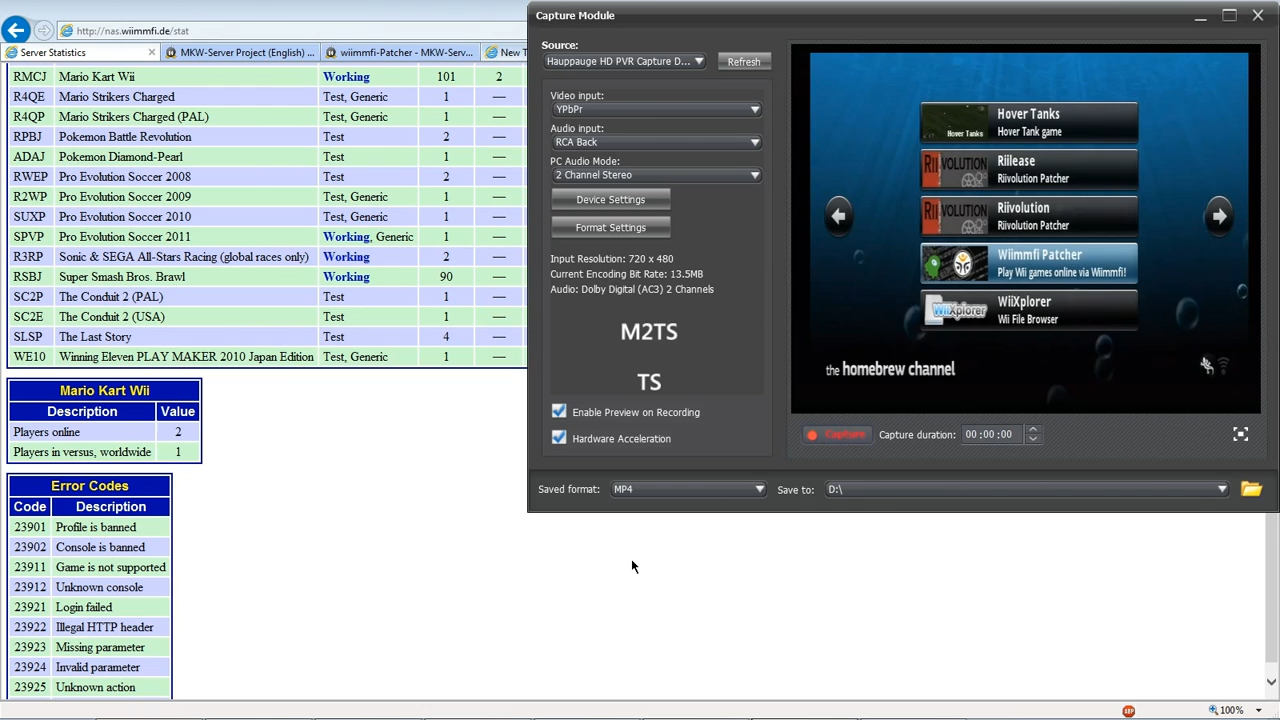 http://nas.wiimmfi.de/stat
Server Statistics
MKW-Server Project (English) ...
wiimmfi-Patcher - MKW-Serv...
New T
RMCJ Mario Kart Wii Working 101 2
R4QE Mario Strikers Charged Test, Generic 1 —
R4QP Mario Strikers Charged (PAL) Test, Generic 1 —
RPBJ Pokemon Battle Revolution Test 2 —
ADAJ Pokemon Diamond-Pearl Test 1 —
RWEP Pro Evolution Soccer 2008 Test 2 —
R2WP Pro Evolution Soccer 2009 Test, Generic 1 —
SUXP Pro Evolution Soccer 2010 Test, Generic 1 —
SPVP Pro Evolution Soccer 2011 Working, Generic 1 —
R3RP Sonic & SEGA All-Stars Racing (global races only) Working 2 —
RSBJ Super Smash Bros. Brawl Working 90 —
SC2P The Conduit 2 (PAL) Test 1 —
SC2E The Conduit 2 (USA) Test 1 —
SLSP The Last Story Test 4 —
WE10 Winning Eleven PLAY MAKER 2010 Japan Edition Test, Generic 1 —
Mario Kart Wii
Description Value
Players online 2
Players in versus, worldwide 1
Error Codes
Code Description
23901 Profile is banned
23902 Console is banned
23911 Game is not supported
23912 Unknown console
23921 Login failed
23922 Illegal HTTP header
23923 Missing parameter
23924 Invalid parameter
23925 Unknown action
Capture Module
Source:
Hauppauge HD PVR Capture D...
Refresh
Video input:
YPbPr
Audio input:
RCA Back
PC Audio Mode:
2 Channel Stereo
Device Settings
Format Settings
Input Resolution: 720 x 480
Current Encoding Bit Rate: 13.5MB
Audio: Dolby Digital (AC3) 2 Channels
M2TS
TS
Enable Preview on Recording
Hardware Acceleration
Hover Tanks
Hover Tanks
Hover Tank game
RIIVOLUTION
Riilease
Riivolution Patcher
RIIVOLUTION
Riivolution
Riivolution Patcher
Wiimmfi Patcher
Play Wii games online via Wiimmfi!
WiiXplorer
WiiXplorer
Wii File Browser
the homebrew channel
Capture
Capture duration: 00:00:00
Saved format: MP4
Save to: D:\
ABP
100%